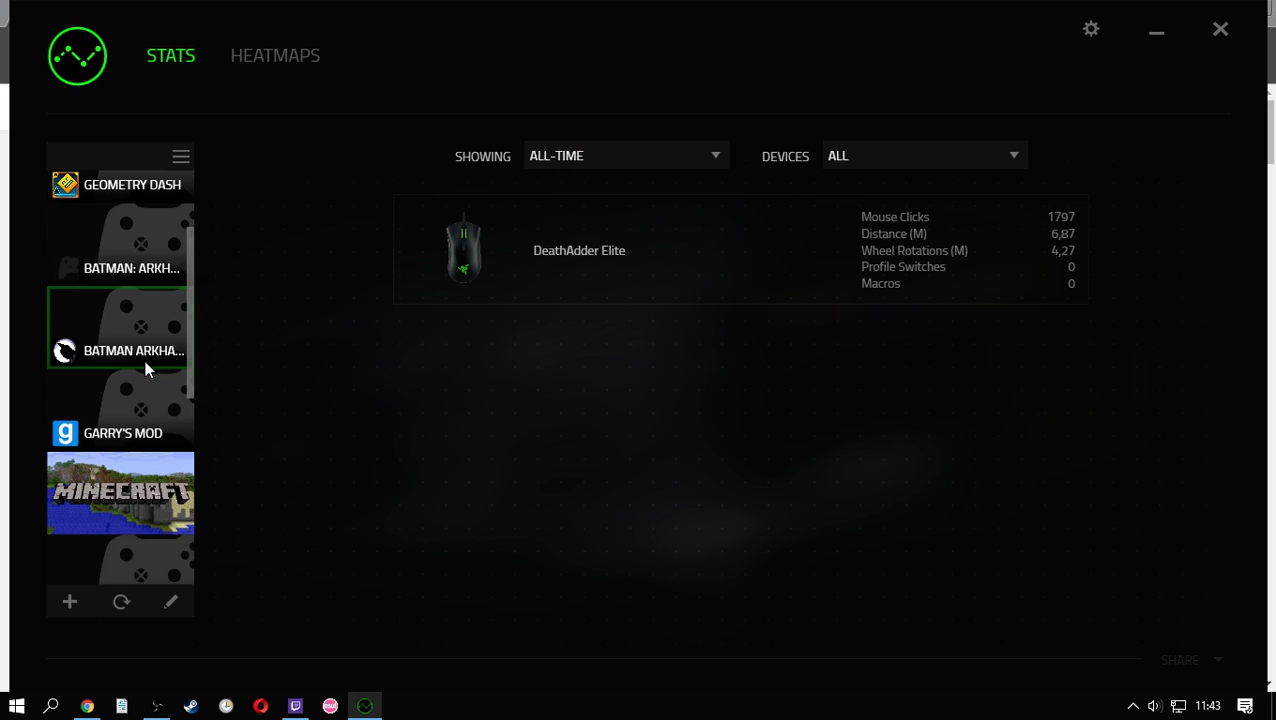 STATS
HEATMAPS
SHOWING
ALL-TIME
DEVICES
ALL
GEOMETRY DASH
BATMAN: ARKH...
BATMAN ARKHA...
GARRY'S MOD
MINECRAFT
DeathAdder Elite
Mouse Clicks 1797
Distance (M) 6,87
Wheel Rotations (M) 4,27
Profile Switches 0
Macros 0
SHARE
osu!
11:43